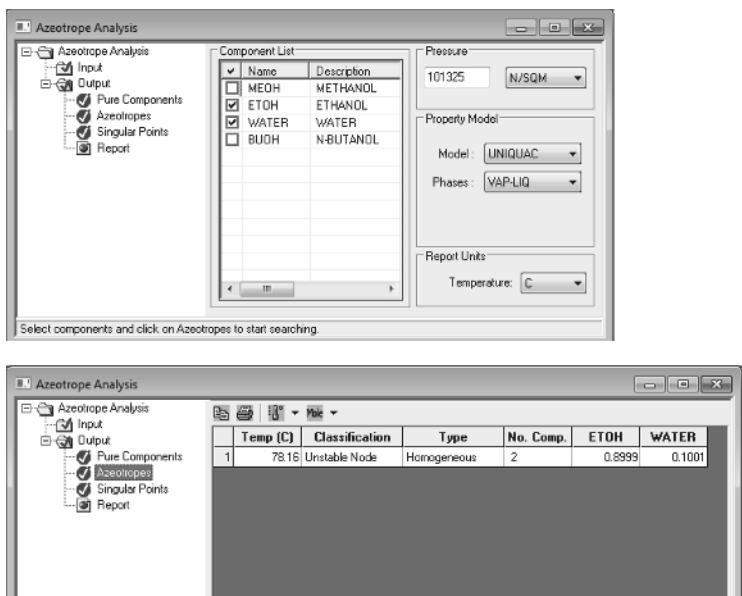 Azeotrope Analysis
Azeotrope Analysis
Input
Output
Pure Components
Azeotropes
Singular Points
Report
Component List
Name Description
MEOH METHANOL
ETOH ETHANOL
WATER WATER
BUOH N-BUTANOL
Pressure
101325 N/SQM
Property Model
Model: UNIQUAC
Phases: VAP-LIQ
Report Units
Temperature: C
Select components and click on Azeotropes to start searching.
Azeotrope Analysis
Azeotrope Analysis
Input
Output
Pure Components
Azeotropes
Singular Points
Report
Mole
Temp (C) Classification Type No. Comp. ETOH WATER
1 78.16 Unstable Node Homogeneous 2 0.8999 0.1001